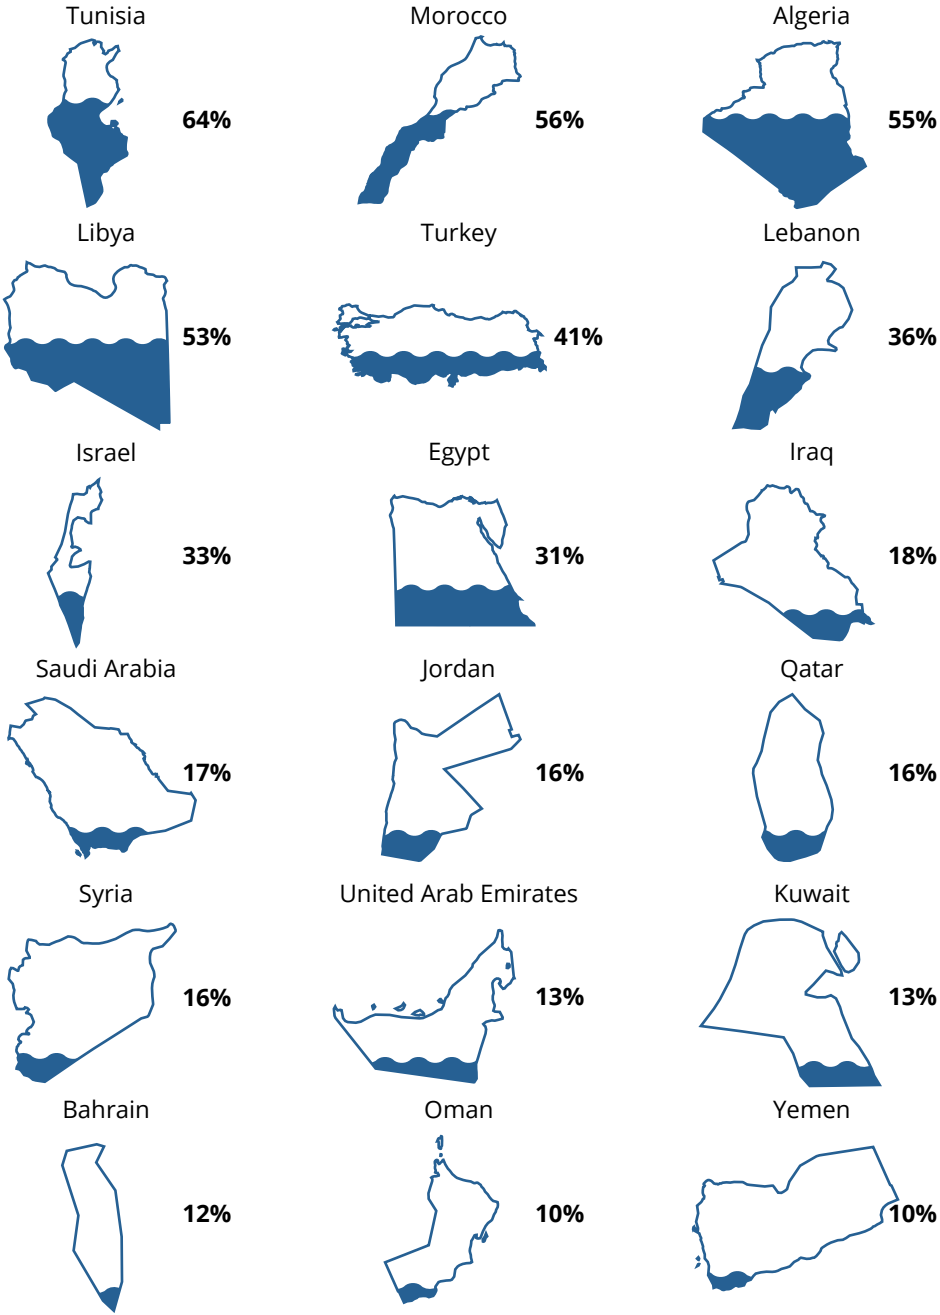 Tunisia
Morocco
Algeria
64%
56%
55%
Libya
Turkey
Lebanon
53%
41%
36%
Israel
Egypt
Iraq
33%
31%
18%
Saudi Arabia
Jordan
Qatar
17%
16%
16%
Syria
United Arab Emirates
Kuwait
16%
13%
13%
Bahrain
Oman
Yemen
12%
10%
10%